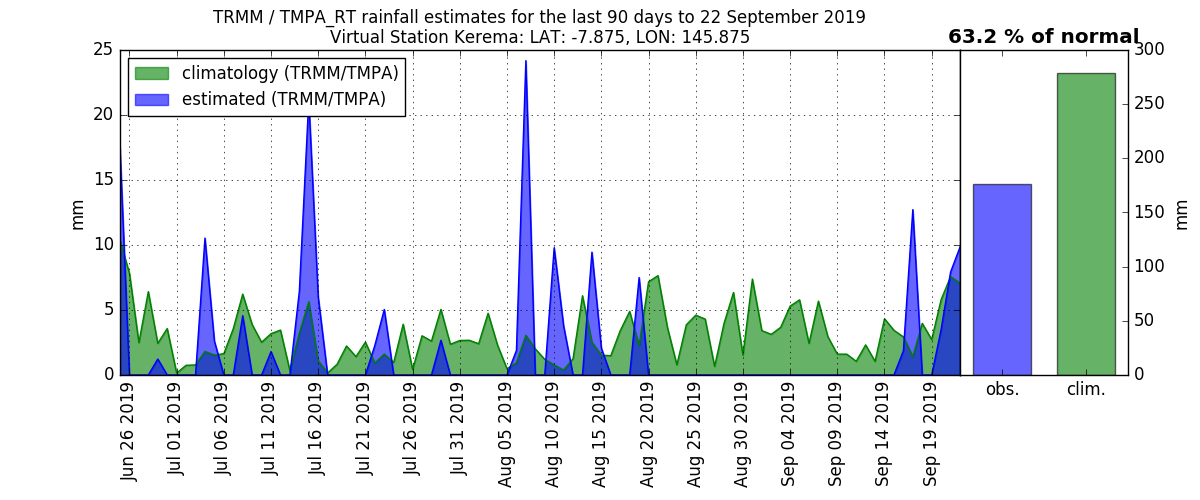 TRMM / TMPA_RT rainfall estimates for the last 90 days to 22 September 2019
Virtual Station Kerema: LAT: -7.875, LON: 145.875
63.2 % of normal
climatology (TRMM/TMPA)
estimated (TRMM/TMPA)
25
20
15
10
5
0
mm
Jun 26 2019
Jul 01 2019
Jul 06 2019
Jul 11 2019
Jul 16 2019
Jul 21 2019
Jul 26 2019
Jul 31 2019
Aug 05 2019
Aug 10 2019
Aug 15 2019
Aug 20 2019
Aug 25 2019
Aug 30 2019
Sep 04 2019
Sep 09 2019
Sep 14 2019
Sep 19 2019
300
250
200
150
100
50
0
mm
obs.
clim.